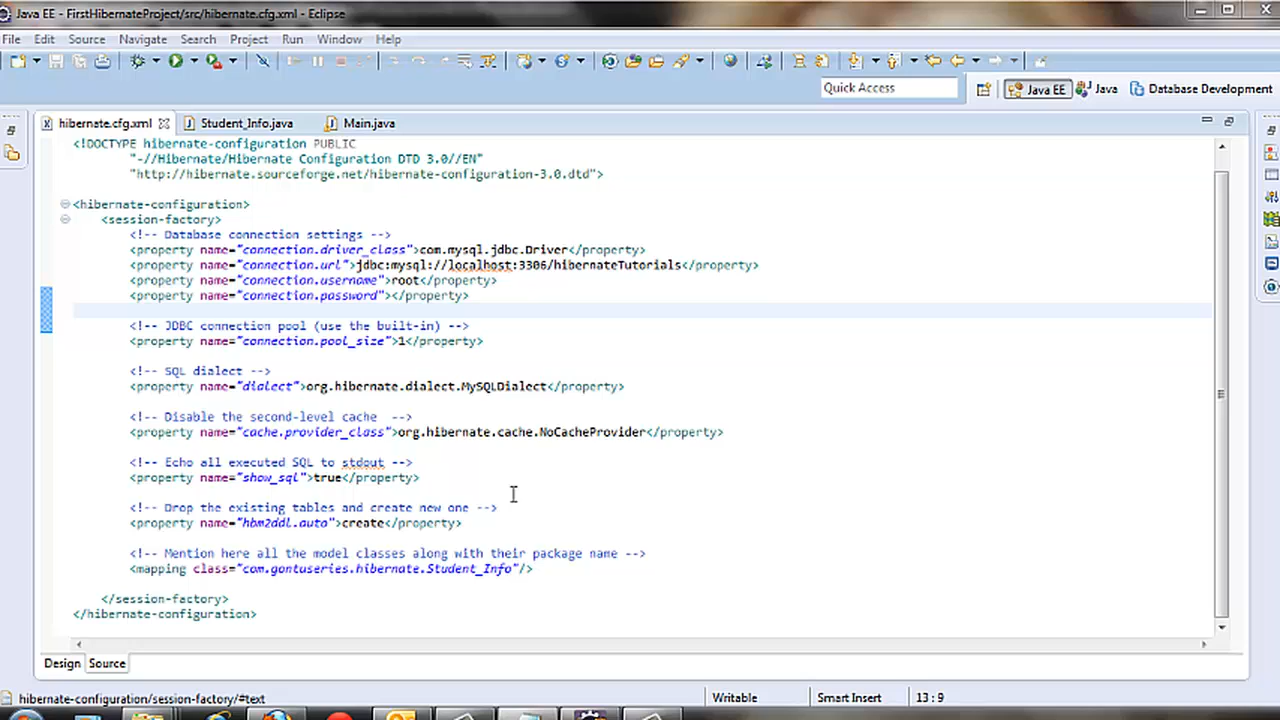 Java EE - FirstHibernateProject/src/hibernate.cfg.xml - Eclipse
File Edit Source Navigate Search Project Run Window Help
Quick Access
Java EE Java Database Development
hibernate.cfg.xml Student_Info.java Main.java
<!DOCTYPE hibernate-configuration PUBLIC
"-//Hibernate/Hibernate Configuration DTD 3.0//EN"
"http://hibernate.sourceforge.net/hibernate-configuration-3.0.dtd">
<hibernate-configuration>
<session-factory>
<!-- Database connection settings -->
<property name="connection.driver_class">com.mysql.jdbc.Driver</property>
<property name="connection.url">jdbc:mysql://localhost:3306/hibernateTutorials</property>
<property name="connection.username">root</property>
<property name="connection.password"></property>
<!-- JDBC connection pool (use the built-in) -->
<property name="connection.pool_size">1</property>
<!-- SQL dialect -->
<property name="dialect">org.hibernate.dialect.MySQLDialect</property>
<!-- Disable the second-level cache  -->
<property name="cache.provider_class">org.hibernate.cache.NoCacheProvider</property>
<!-- Echo all executed SQL to stdout -->
<property name="show_sql">true</property>
<!-- Drop the existing tables and create new one -->
<property name="hbm2ddl.auto">create</property>
<!-- Mention here all the model classes along with their package name -->
<mapping class="com.gontuseries.hibernate.Student_Info"/>
</session-factory>
</hibernate-configuration>
Design Source
hibernate-configuration/session-factory/#text Writable Smart Insert 13 : 9